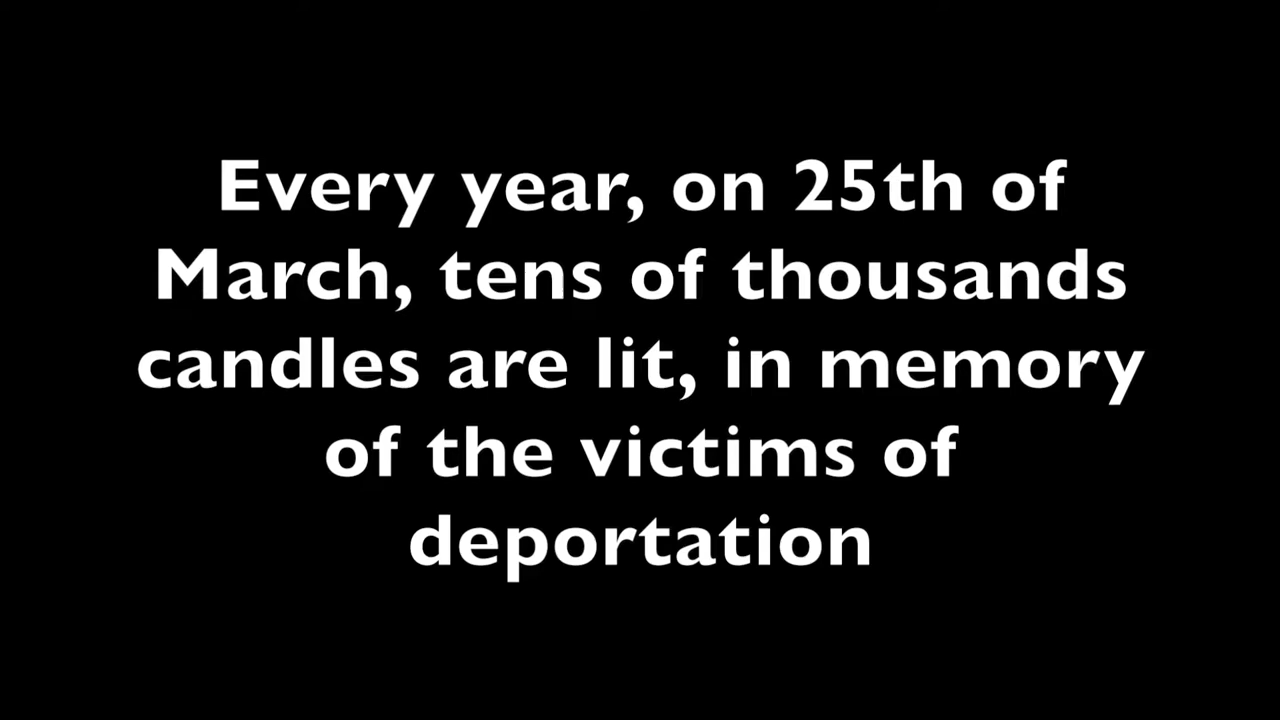 Every year, on 25th of
March, tens of thousands
candles are lit, in memory
of the victims of
deportation